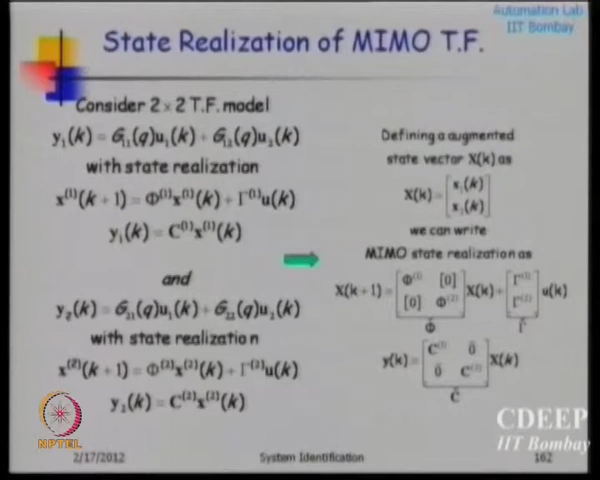 Automation Lab
IIT Bombay
State Realization of MIMO T.F.
Consider 2 × 2 T.F. model
y₁(k) = G₁₁(q)u₁(k) + G₁₂(q)u₂(k)
with state realization
x⁽¹⁾(k + 1) = Φ⁽¹⁾x⁽¹⁾(k) + Γ⁽¹⁾u(k)
y₁(k) = C⁽¹⁾x⁽¹⁾(k)
and
y₂(k) = G₂₁(q)u₁(k) + G₂₂(q)u₂(k)
with state realization
x⁽²⁾(k + 1) = Φ⁽²⁾x⁽²⁾(k) + Γ⁽²⁾u(k)
y₂(k) = C⁽²⁾x⁽²⁾(k)
Defining a augmented
state vector X(k) as
X(k) = [x₁(k)
x₂(k)]
we can write
MIMO state realization as
X(k + 1) = [Φ⁽¹⁾ [0]
[0] Φ⁽²⁾] X(k) + [Γ⁽¹⁾
Γ⁽²⁾] u(k)
Φ̃ Γ̃
y(k) = [C⁽¹⁾ 0̄
0̄ C⁽²⁾] X(k)
C̃
NPTEL
CDEEP
IIT Bombay
2/17/2012 System Identification 162